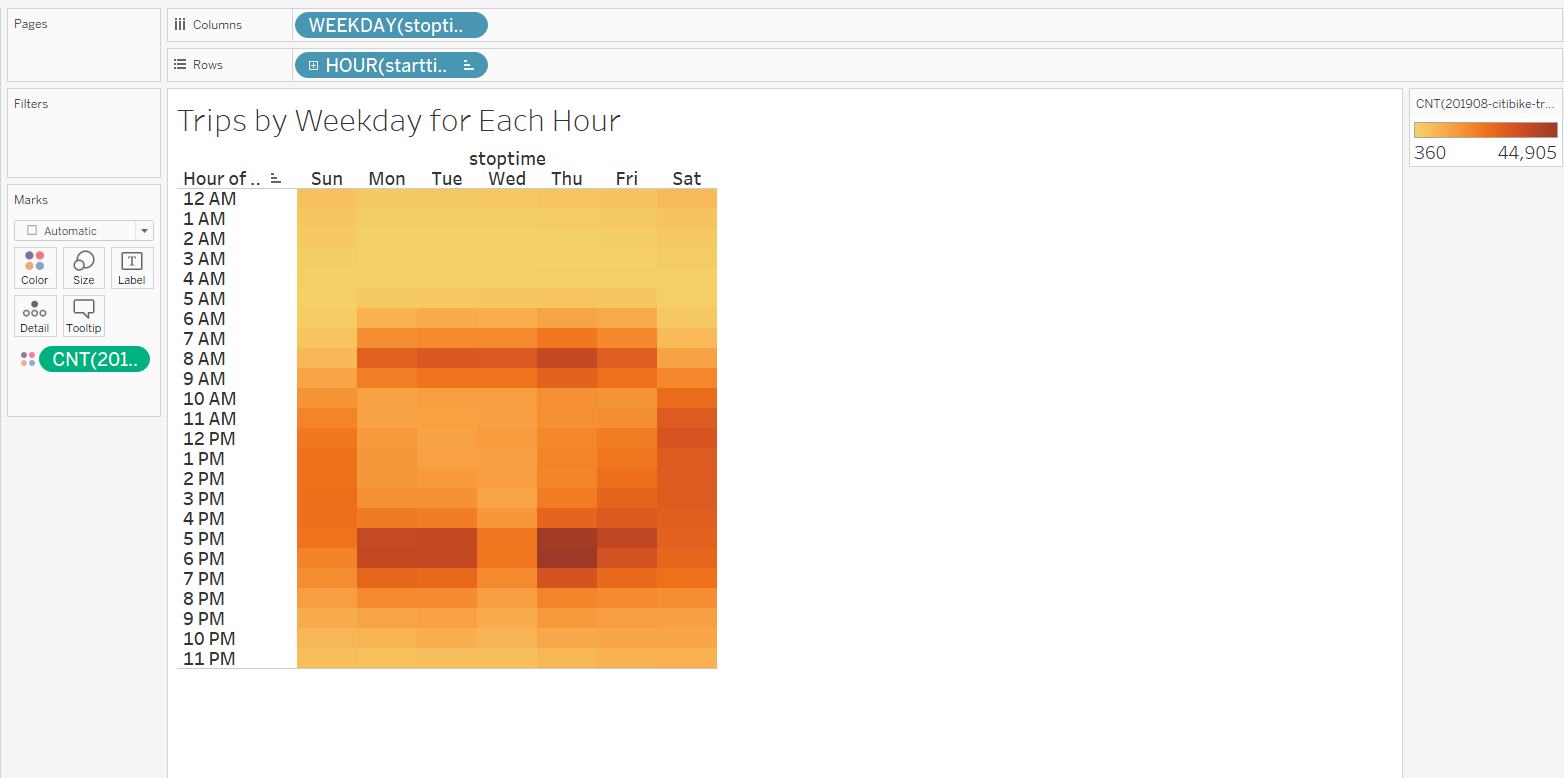 Pages
Columns
WEEKDAY(stopti..
Rows
HOUR(startti..
Filters
Marks
Automatic
Color
Size
T
Label
Detail
Tooltip
CNT(201..
Trips by Weekday for Each Hour
stoptime
Hour of .. Sun Mon Tue Wed Thu Fri Sat
12 AM
1 AM
2 AM
3 AM
4 AM
5 AM
6 AM
7 AM
8 AM
9 AM
10 AM
11 AM
12 PM
1 PM
2 PM
3 PM
4 PM
5 PM
6 PM
7 PM
8 PM
9 PM
10 PM
11 PM
CNT(201908-citibike-tr...
360 44,905